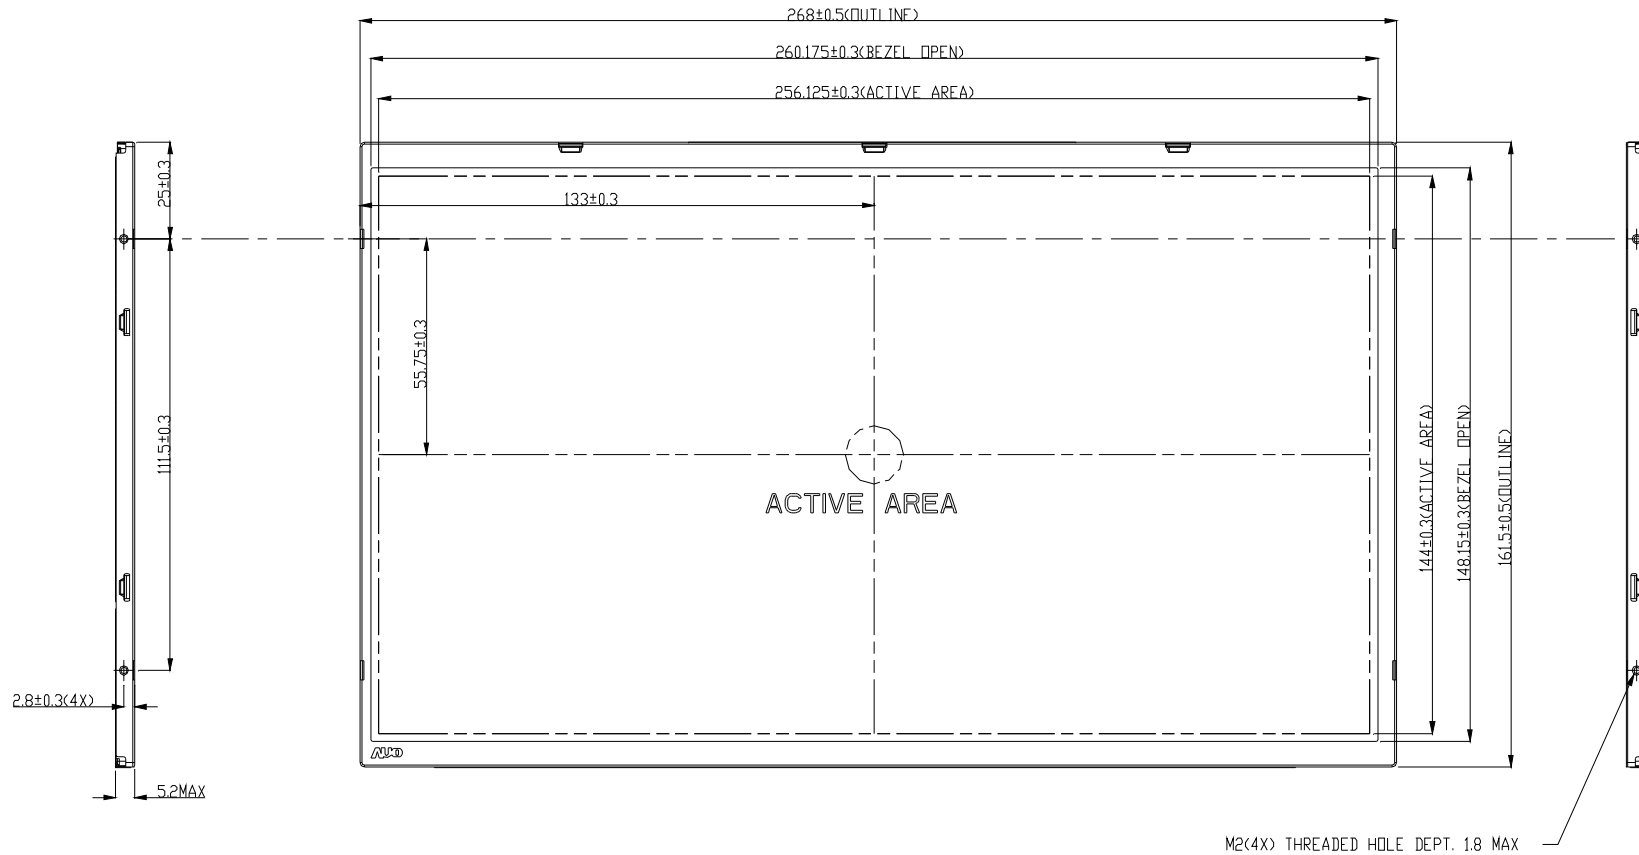 268±0.5(OUTLINE)
260.175±0.3(BEZEL OPEN)
256.125±0.3(ACTIVE AREA)
25±0.3
133±0.3
55.75±0.3
111.5±0.3
ACTIVE AREA
144±0.3(ACTIVE AREA)
148.15±0.3(BEZEL OPEN)
161.5±0.5(OUTLINE)
2.8±0.3(4X)
AUO
5.2MAX
M2(4X) THREADED HOLE DEPT. 1.8 MAX